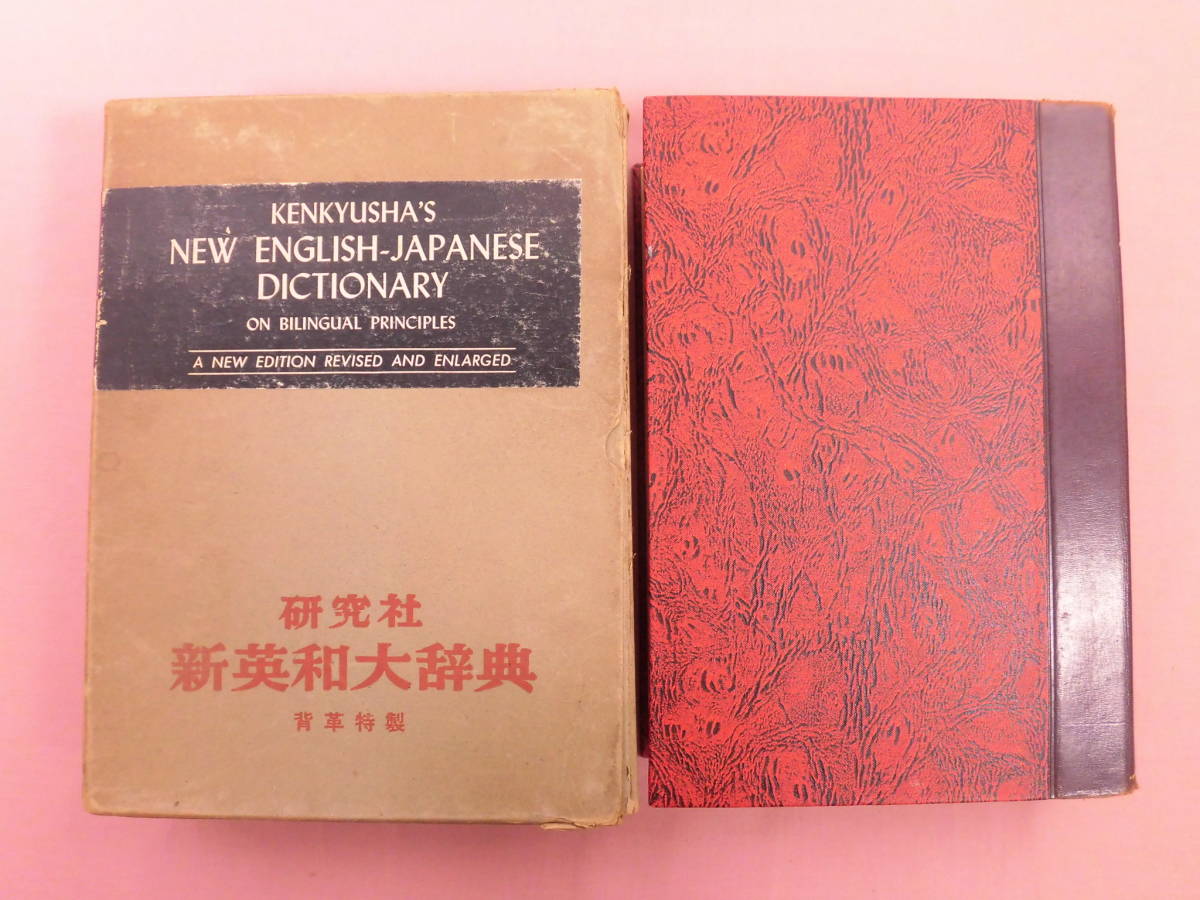 KENKYUSHA'S
NEW ENGLISH-JAPANESE
DICTIONARY
ON BILINGUAL PRINCIPLES
A NEW EDITION REVISED AND ENLARGED
研究社
新英和大辞典
背革特製